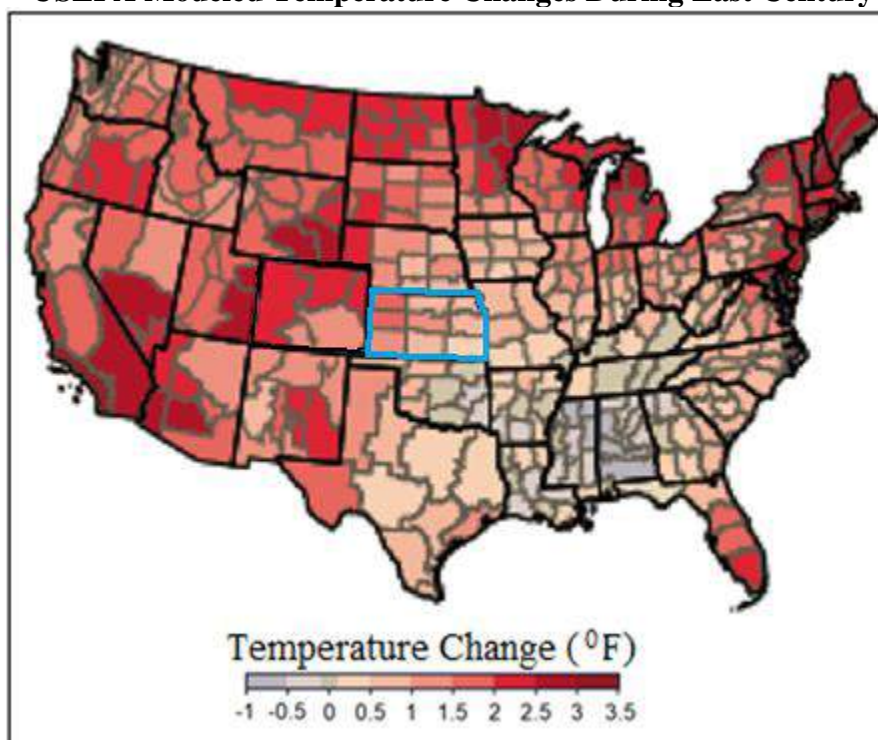 USEPA Modeled Temperature Changes During Last Century
Temperature Change (⁰F)
-1 -0.5 0 0.5 1 1.5 2 2.5 3 3.5